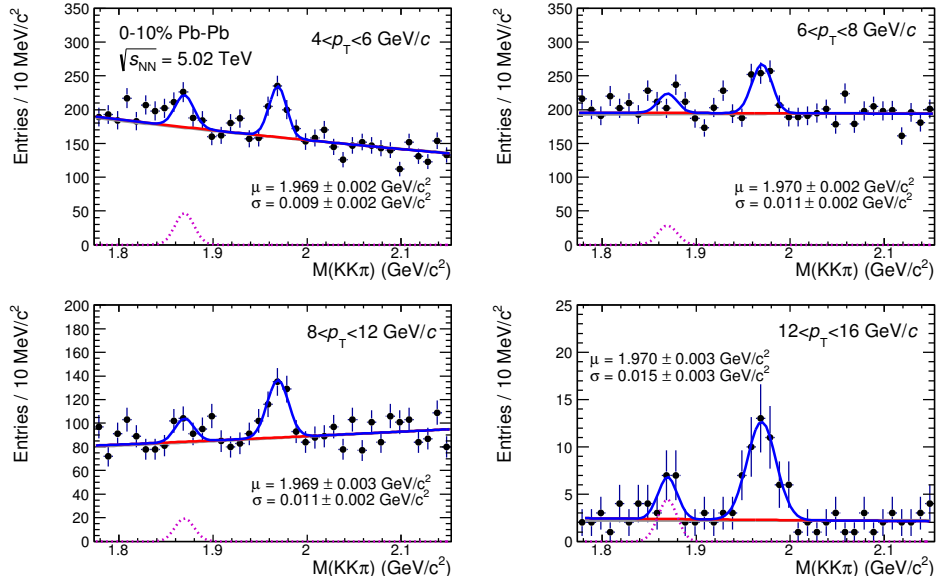 0-10% Pb-Pb
√sNN = 5.02 TeV
4<pT<6 GeV/c
μ = 1.969 ± 0.002 GeV/c²
σ = 0.009 ± 0.002 GeV/c²
Entries / 10 MeV/c²
350
300
250
200
150
100
50
0
1.8 1.9 2 2.1
M(KKπ) (GeV/c²)
6<pT<8 GeV/c
μ = 1.970 ± 0.002 GeV/c²
σ = 0.011 ± 0.002 GeV/c²
Entries / 10 MeV/c²
350
300
250
200
150
100
50
0
1.8 1.9 2 2.1
M(KKπ) (GeV/c²)
8<pT<12 GeV/c
μ = 1.969 ± 0.003 GeV/c²
σ = 0.011 ± 0.002 GeV/c²
Entries / 10 MeV/c²
200
180
160
140
120
100
80
60
40
20
0
1.8 1.9 2 2.1
M(KKπ) (GeV/c²)
12<pT<16 GeV/c
μ = 1.970 ± 0.003 GeV/c²
σ = 0.015 ± 0.003 GeV/c²
Entries / 10 MeV/c²
25
20
15
10
5
0
1.8 1.9 2 2.1
M(KKπ) (GeV/c²)